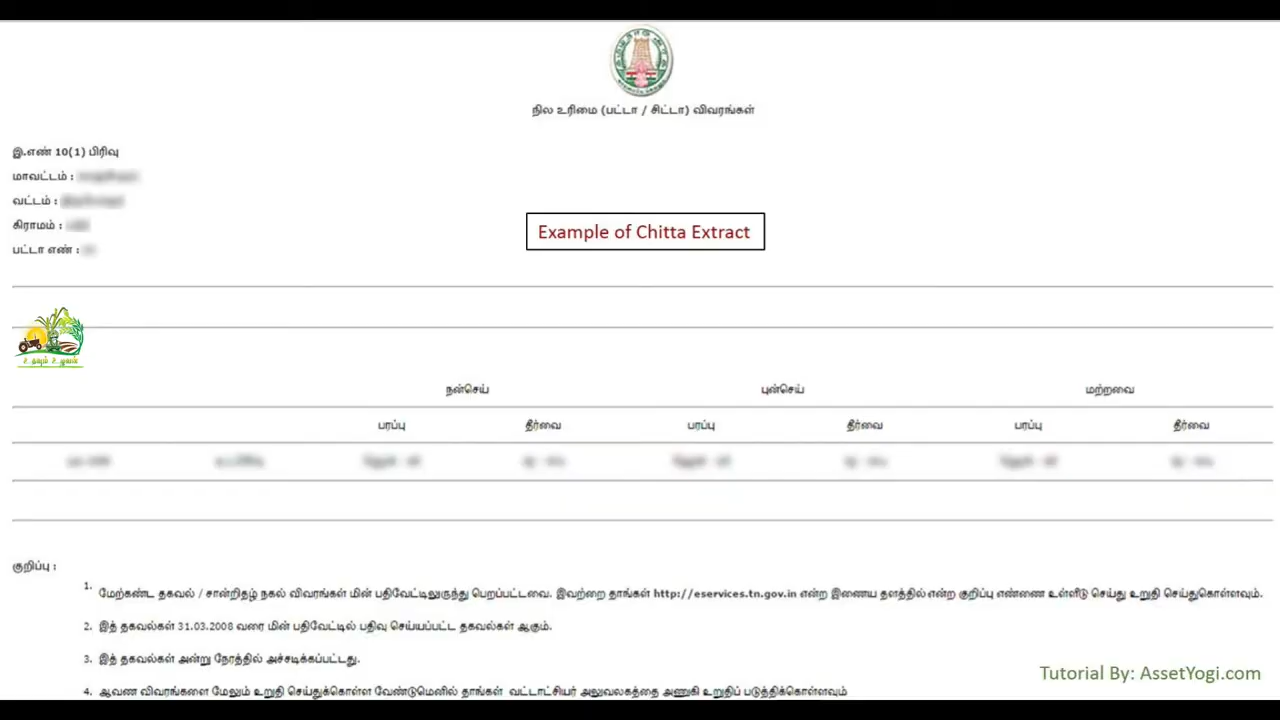 நில உரிமை (பட்டா / சிட்டா) விவரங்கள்
இ.எண் 10(1) பிரிவு
மாவட்டம் :
வட்டம் :
கிராமம் :
பட்டா எண் :
Example of Chitta Extract
உதவும் உழவன்
நன்செய் புன்செய் மற்றவை
பரப்பு தீர்வை பரப்பு தீர்வை பரப்பு தீர்வை
குறிப்பு :
1. மேற்கண்ட தகவல் / சான்றிதழ் நகல் விவரங்கள் மின் பதிவேட்டிலிருந்து பெறப்பட்டவை. இவற்றை தாங்கள் http://eservices.tn.gov.in என்ற இணைய தளத்தில் என்ற குறிப்பு எண்ணை உள்ளீடு செய்து உறுதி செய்துகொள்ளவும்.
2. இத் தகவல்கள் 31.03.2008 வரை மின் பதிவேட்டில் பதிவு செய்யப்பட்ட தகவல்கள் ஆகும்.
3. இத் தகவல்கள் அன்று நேரத்தில் அச்சடிக்கப்பட்டது.
4. ஆவண விவரங்களை மேலும் உறுதி செய்துக்கொள்ள வேண்டுமெனில் தாங்கள் வட்டாட்சியர் அலுவலகத்தை அணுகி உறுதிப் படுத்திக்கொள்ளவும்
Tutorial By: AssetYogi.com